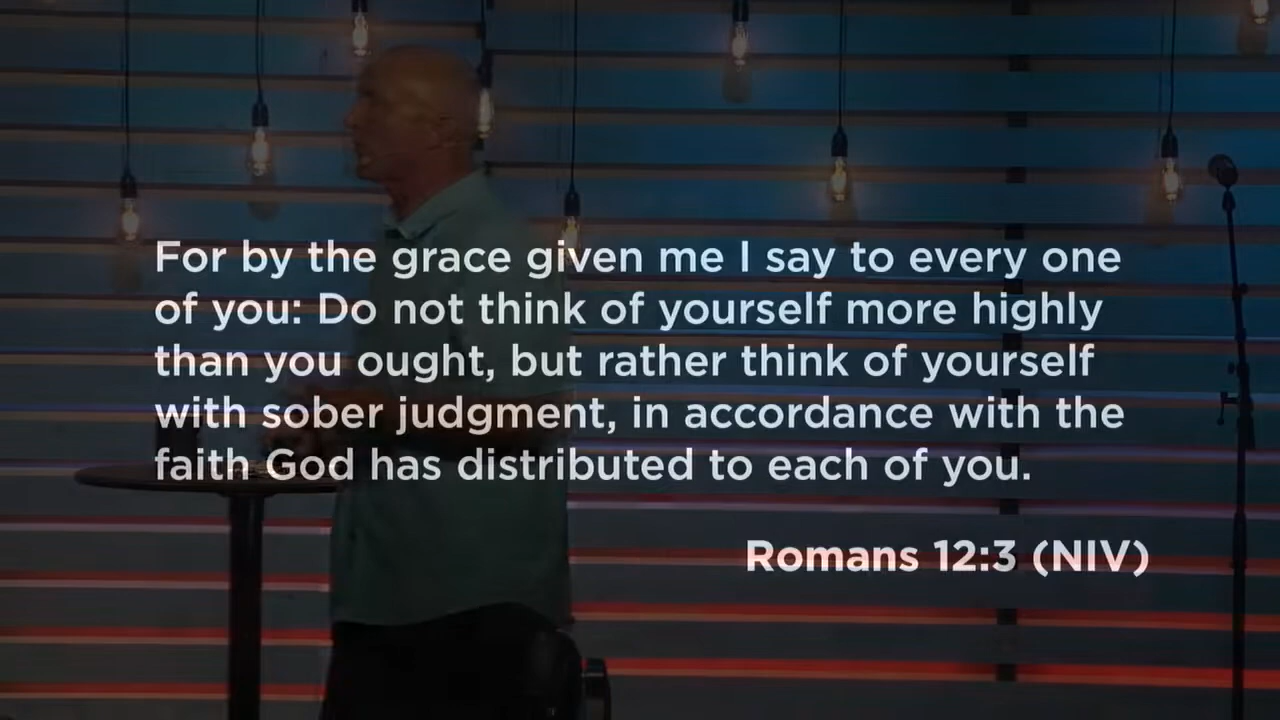 For by the grace given me I say to every one
of you: Do not think of yourself more highly
than you ought, but rather think of yourself
with sober judgment, in accordance with the
faith God has distributed to each of you.
Romans 12:3 (NIV)